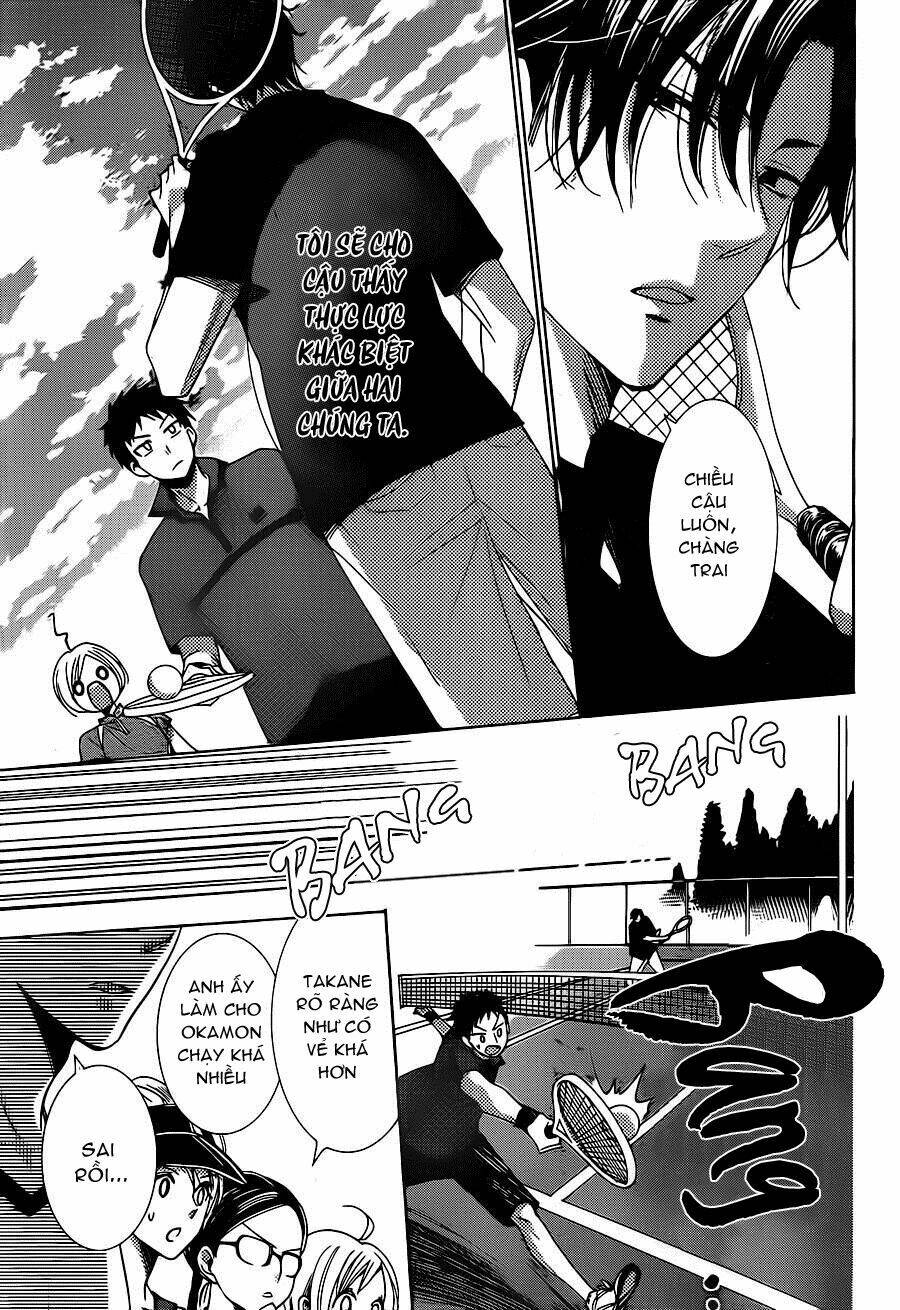 CHIỀU
CẬU
LUÔN,
CHÀNG
TRAI
TÔI SẼ CHO
CẬU THẤY
THỰC LỰC
KHÁC BIỆT
GIỮA HAI
CHÚNG TA.
BANG
BANG
BANG
TAKANE
RÕ RÀNG
NHƯ CÓ
VẺ KHÁ
HƠN
ANH ẤY
LÀM CHO
OKAMON
CHẠY KHÁ
NHIỀU
SAI
RỒI...